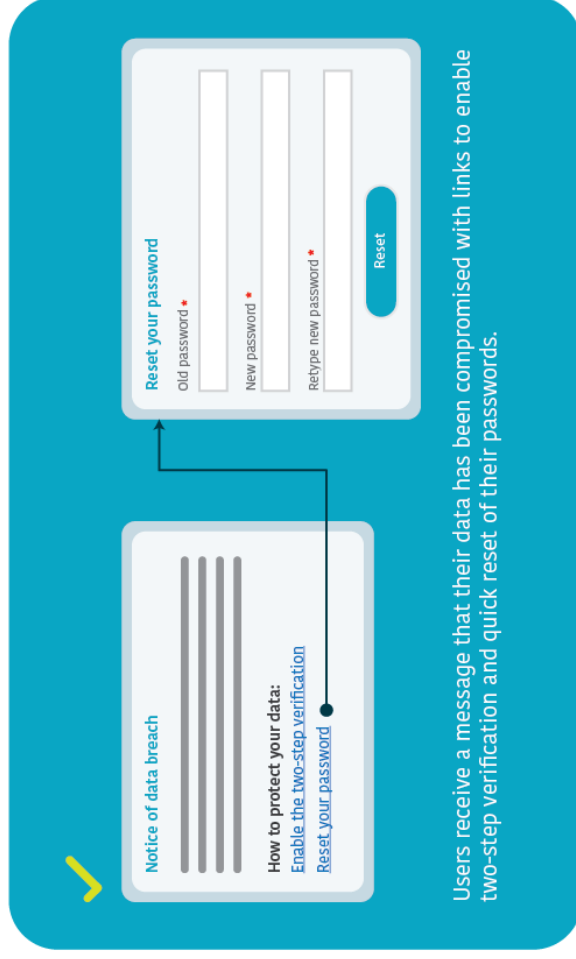 Notice of data breach
How to protect your data:
Enable the two-step verification
Reset your password
Reset your password
Old password *
New password *
Retype new password *
Reset
Users receive a message that their data has been compromised with links to enable
two-step verification and quick reset of their passwords.